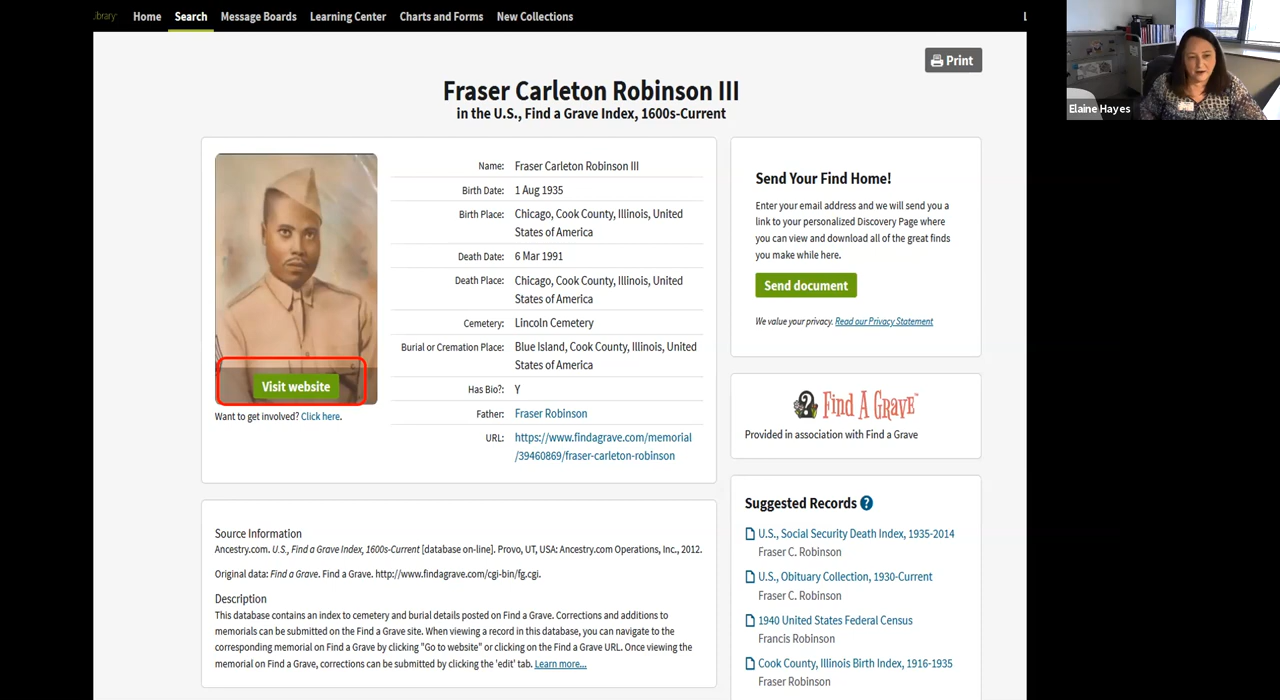 Library
Home Search Message Boards Learning Center Charts and Forms New Collections
Print
Fraser Carleton Robinson III
in the U.S., Find a Grave Index, 1600s-Current
Name: Fraser Carleton Robinson III
Birth Date: 1 Aug 1935
Birth Place: Chicago, Cook County, Illinois, United
States of America
Death Date: 6 Mar 1991
Death Place: Chicago, Cook County, Illinois, United
States of America
Cemetery: Lincoln Cemetery
Burial or Cremation Place: Blue Island, Cook County, Illinois, United
States of America
Has Bio?: Y
Father: Fraser Robinson
URL: https://www.findagrave.com/memorial
/39460869/fraser-carleton-robinson
Visit website
Want to get involved? Click here.
Source Information
Ancestry.com. U.S., Find a Grave Index, 1600s-Current [database on-line]. Provo, UT, USA: Ancestry.com Operations, Inc., 2012.
Original data: Find a Grave. Find a Grave. http://www.findagrave.com/cgi-bin/fg.cgi.
Description
This database contains an index to cemetery and burial details posted on Find a Grave. Corrections and additions to
memorials can be submitted on the Find a Grave site. When viewing a record in this database, you can navigate to the
corresponding memorial on Find a Grave by clicking "Go to website" or clicking on the Find a Grave URL. Once viewing the
memorial on Find a Grave, corrections can be submitted by clicking the 'edit' tab. Learn more...
Send Your Find Home!
Enter your email address and we will send you a
link to your personalized Discovery Page where
you can view and download all of the great finds
you make while here.
Send document
We value your privacy. Read our Privacy Statement
Find A Grave™
Provided in association with Find a Grave
Suggested Records ?
U.S., Social Security Death Index, 1935-2014
Fraser C. Robinson
U.S., Obituary Collection, 1930-Current
Fraser C. Robinson
1940 United States Federal Census
Francis Robinson
Cook County, Illinois Birth Index, 1916-1935
Fraser Robinson
Elaine Hayes